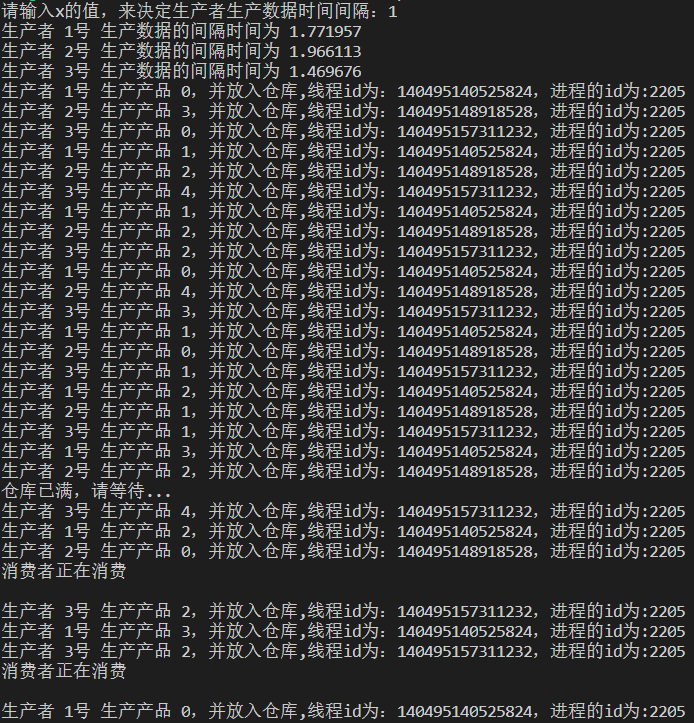 请输入x的值，来决定生产者生产数据时间间隔：1
生产者 1号 生产数据的间隔时间为 1.771957
生产者 2号 生产数据的间隔时间为 1.966113
生产者 3号 生产数据的间隔时间为 1.469676
生产者 1号 生产产品 0，并放入仓库,线程id为：140495140525824，进程的id为:2205
生产者 2号 生产产品 3，并放入仓库,线程id为：140495148918528，进程的id为:2205
生产者 3号 生产产品 0，并放入仓库,线程id为：140495157311232，进程的id为:2205
生产者 1号 生产产品 1，并放入仓库,线程id为：140495140525824，进程的id为:2205
生产者 2号 生产产品 2，并放入仓库,线程id为：140495148918528，进程的id为:2205
生产者 3号 生产产品 4，并放入仓库,线程id为：140495157311232，进程的id为:2205
生产者 1号 生产产品 1，并放入仓库,线程id为：140495140525824，进程的id为:2205
生产者 2号 生产产品 2，并放入仓库,线程id为：140495148918528，进程的id为:2205
生产者 3号 生产产品 2，并放入仓库,线程id为：140495157311232，进程的id为:2205
生产者 1号 生产产品 0，并放入仓库,线程id为：140495140525824，进程的id为:2205
生产者 2号 生产产品 4，并放入仓库,线程id为：140495148918528，进程的id为:2205
生产者 3号 生产产品 3，并放入仓库,线程id为：140495157311232，进程的id为:2205
生产者 1号 生产产品 1，并放入仓库,线程id为：140495140525824，进程的id为:2205
生产者 2号 生产产品 0，并放入仓库,线程id为：140495148918528，进程的id为:2205
生产者 3号 生产产品 1，并放入仓库,线程id为：140495157311232，进程的id为:2205
生产者 1号 生产产品 2，并放入仓库,线程id为：140495140525824，进程的id为:2205
生产者 2号 生产产品 1，并放入仓库,线程id为：140495148918528，进程的id为:2205
生产者 3号 生产产品 1，并放入仓库,线程id为：140495157311232，进程的id为:2205
生产者 1号 生产产品 3，并放入仓库,线程id为：140495140525824，进程的id为:2205
生产者 2号 生产产品 2，并放入仓库,线程id为：140495148918528，进程的id为:2205
仓库已满，请等待...
生产者 3号 生产产品 4，并放入仓库,线程id为：140495157311232，进程的id为:2205
生产者 1号 生产产品 2，并放入仓库,线程id为：140495140525824，进程的id为:2205
生产者 2号 生产产品 0，并放入仓库,线程id为：140495148918528，进程的id为:2205
消费者正在消费
生产者 3号 生产产品 2，并放入仓库,线程id为：140495157311232，进程的id为:2205
生产者 1号 生产产品 3，并放入仓库,线程id为：140495140525824，进程的id为:2205
生产者 3号 生产产品 2，并放入仓库,线程id为：140495157311232，进程的id为:2205
消费者正在消费
生产者 1号 生产产品 0，并放入仓库,线程id为：140495140525824，进程的id为:2205